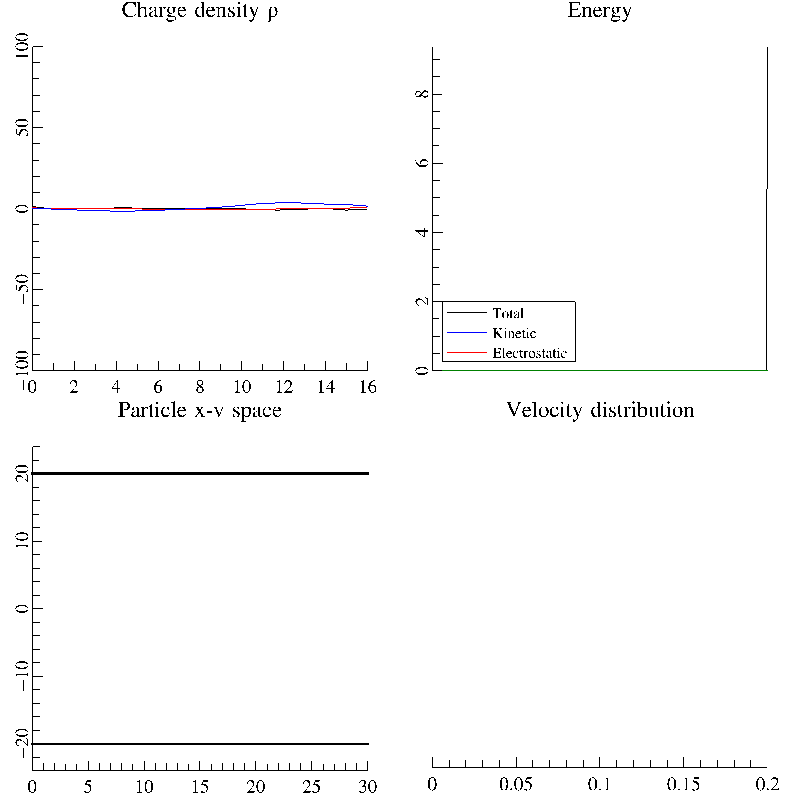 Charge density ρ
Energy
100
50
0
−50
−100
0 2 4 6 8 10 12 14 16
8
6
4
2
0
Total
Kinetic
Electrostatic
Particle x-v space
Velocity distribution
20
10
0
−10
−20
0 5 10 15 20 25 30
0 0.05 0.1 0.15 0.2